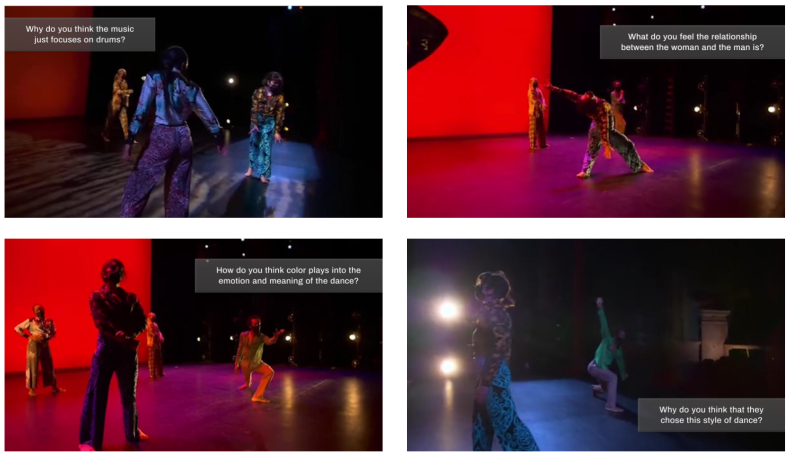 Why do you think the music
just focuses on drums?
What do you feel the relationship
between the woman and the man is?
How do you think color plays into the
emotion and meaning of the dance?
Why do you think that they
chose this style of dance?